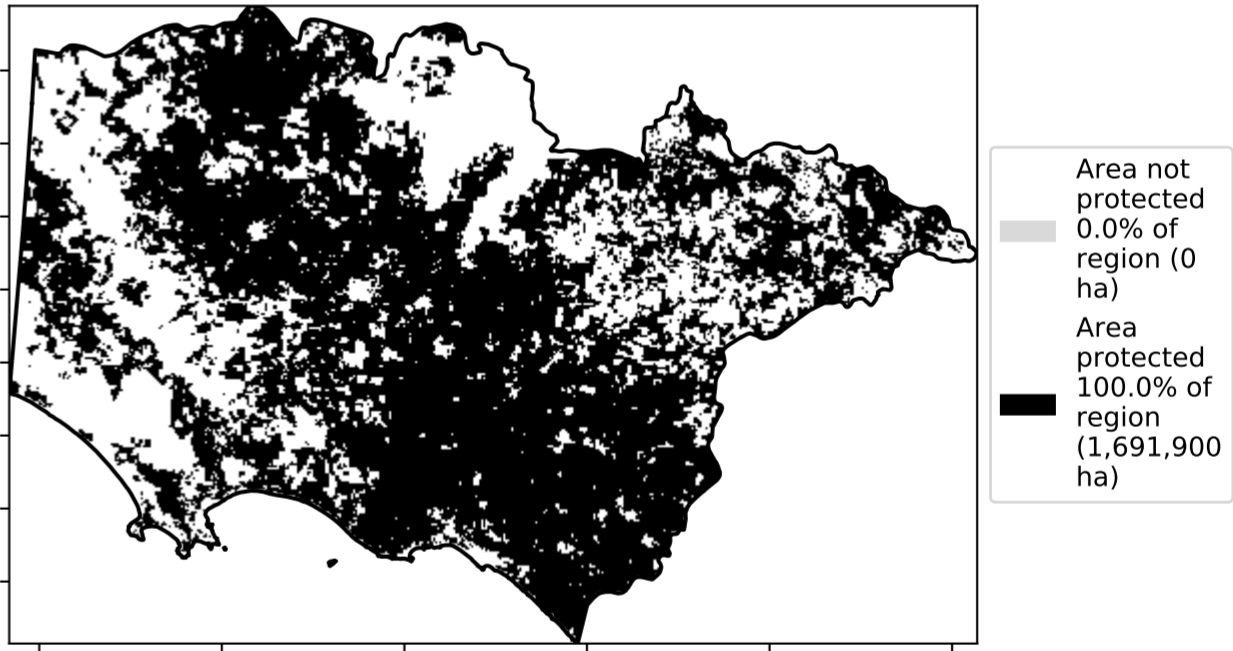 Area not
protected
0.0% of
region (0
ha)
Area
protected
100.0% of
region
(1,691,900
ha)